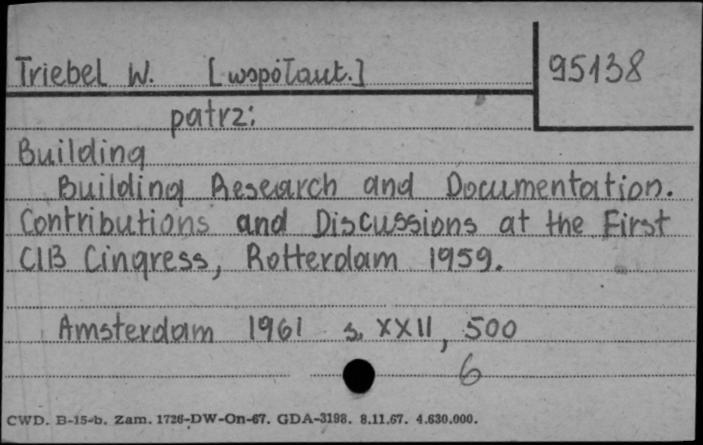 Triebel W. [współaut.] 95138
patrz:
Building
Building Research and Documentation.
Contributions and Discussions at the First
CIB Cingress, Rotterdam 1959.
Amsterdam 1961 s. XXII, 500
6
CWD. B-15-b. Zam. 1726-DW-On-67. GDA-3198. 8.11.67. 4.630.000.